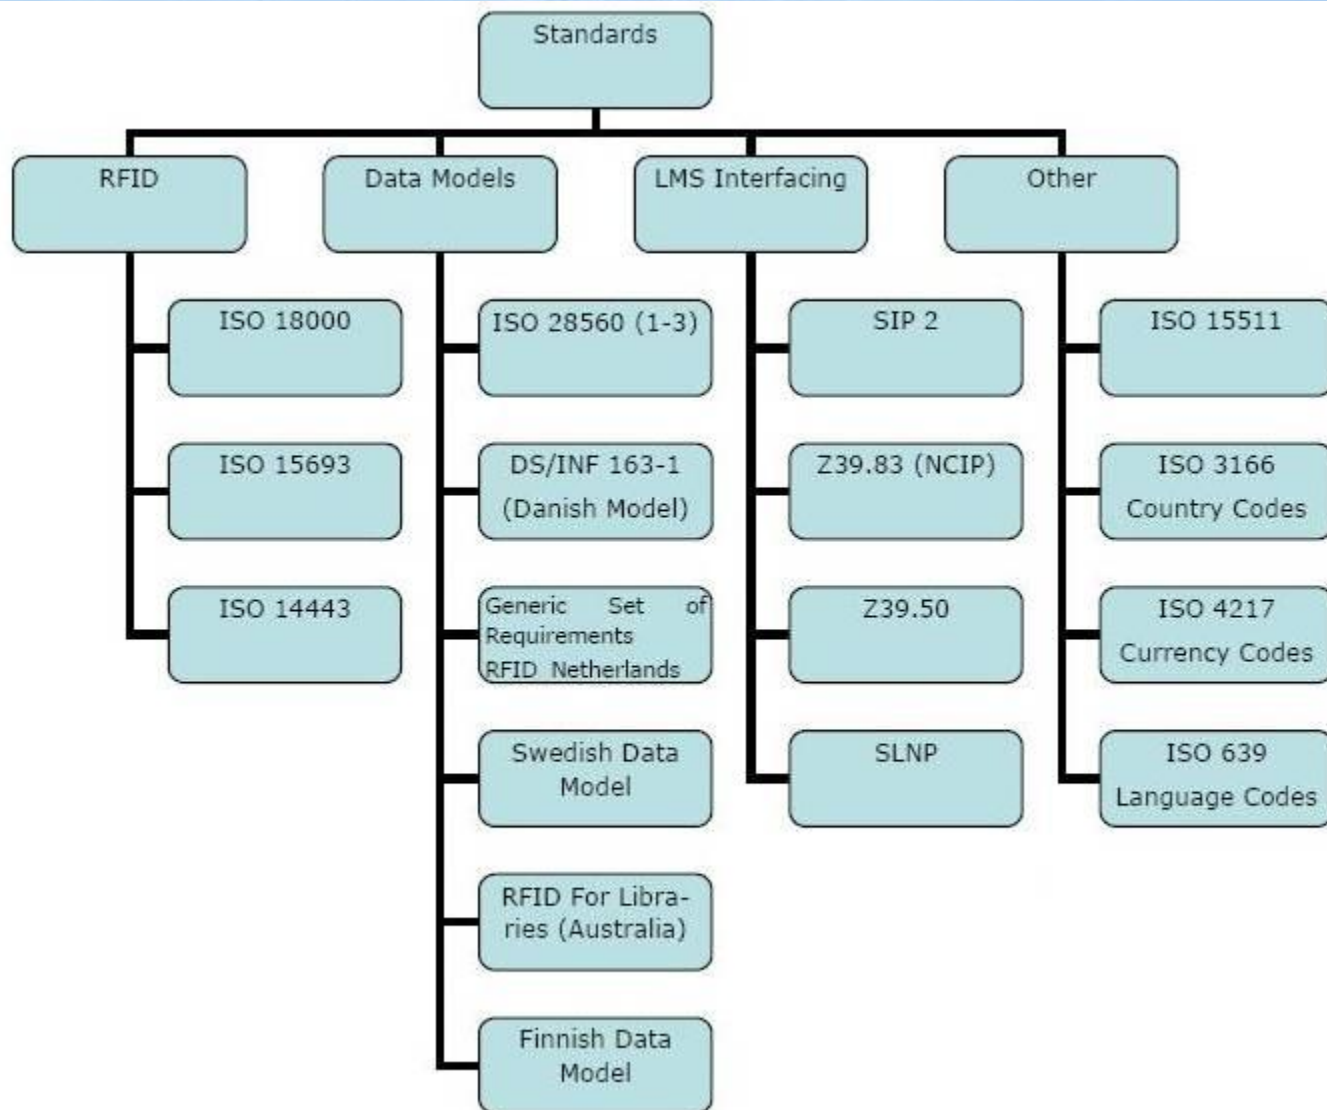 Standards
RFID
Data Models
LMS Interfacing
Other
ISO 18000
ISO 28560 (1-3)
SIP 2
ISO 15511
ISO 15693
DS/INF 163-1
(Danish Model)
Z39.83 (NCIP)
ISO 3166
Country Codes
ISO 14443
Generic Set of
Requirements
RFID Netherlands
Z39.50
ISO 4217
Currency Codes
Swedish Data
Model
SLNP
ISO 639
Language Codes
RFID For Libra-
ries (Australia)
Finnish Data
Model